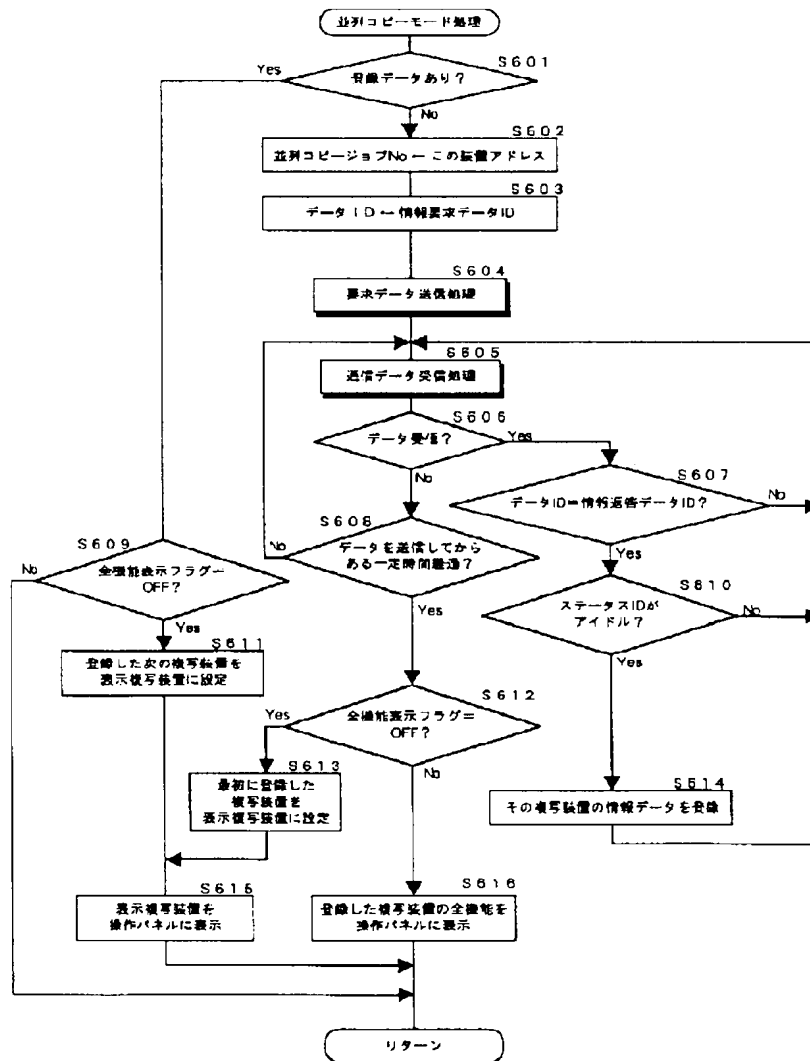 並列コピーモード処理
S601
Yes
登録データあり?
No
S602
並列コピージョブNo ← この装置アドレス
S603
データID ← 情報要求データID
S604
要求データ送信処理
S605
返信データ受信処理
S606
データ受信?
Yes
No
S607
データID=情報返答データID?
No
Yes
S608
No
データを送信してから
ある一定時間経過?
Yes
S609
No
全機能表示フラグ=
OFF?
Yes
S610
ステータスIDが
アイドル?
No
Yes
S611
登録した次の複写装置を
表示複写装置に設定
S612
Yes
全機能表示フラグ=
OFF?
No
S613
最初に登録した
複写装置を
表示複写装置に設定
S614
その複写装置の情報データを登録
S615
表示複写装置を
操作パネルに表示
S616
登録した複写装置の全機能を
操作パネルに表示
リターン